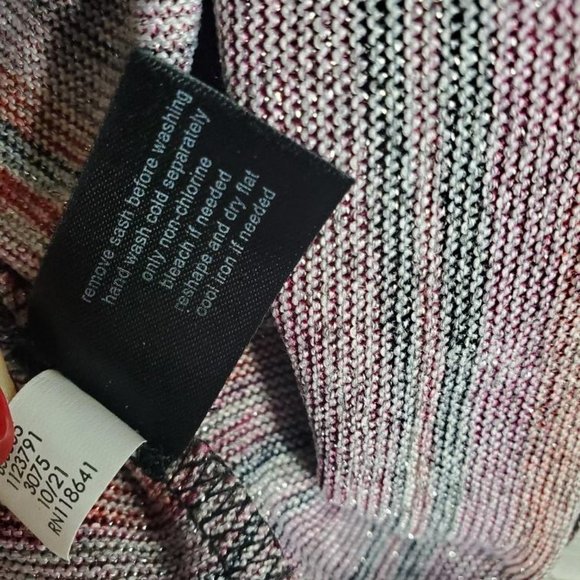 remove sash before washing
hand wash cold separately
only non-chlorine
bleach if needed
reshape and dry flat
cool iron if needed
1123791
3075
10/21
RN118641